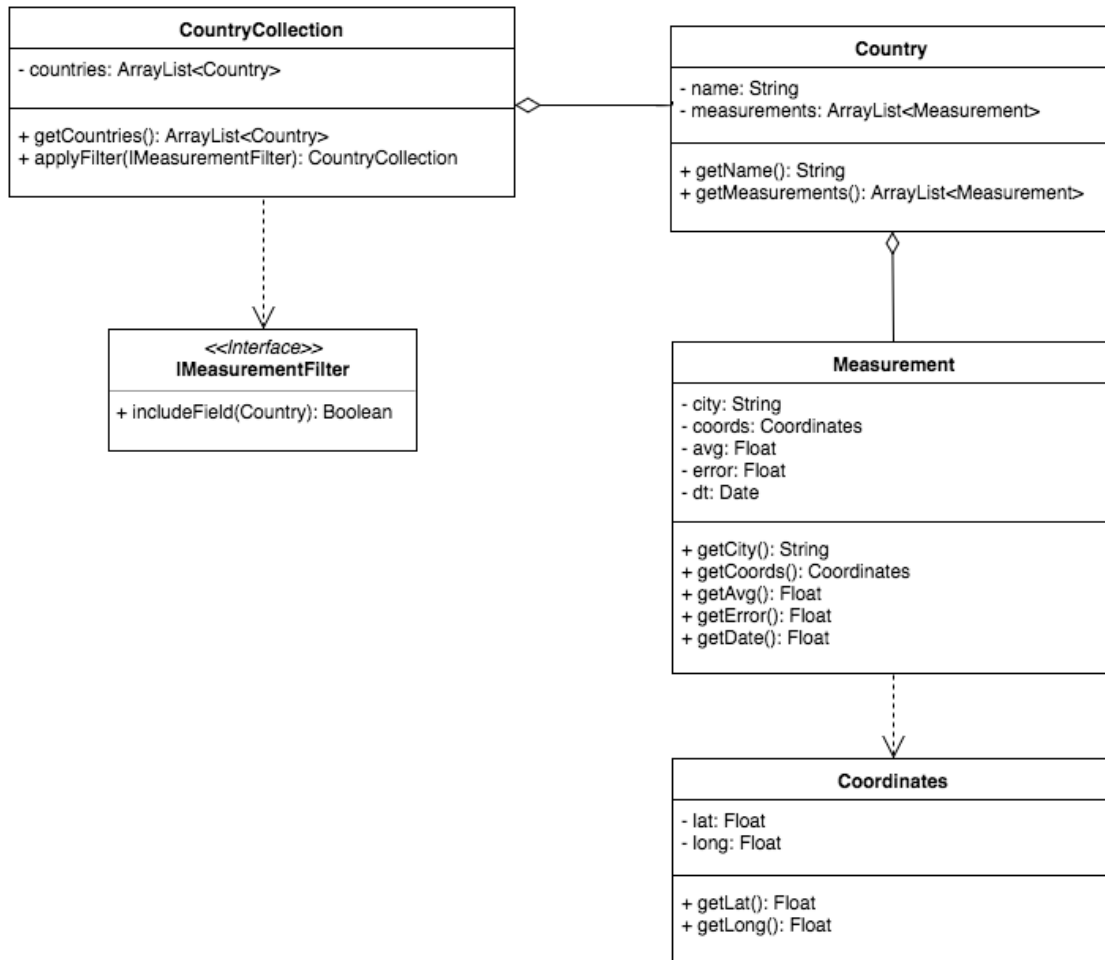 CountryCollection
- countries: ArrayList<Country>
+ getCountries(): ArrayList<Country>
+ applyFilter(IMeasurementFilter): CountryCollection
Country
- name: String
- measurements: ArrayList<Measurement>
+ getName(): String
+ getMeasurements(): ArrayList<Measurement>
<<Interface>>
IMeasurementFilter
+ includeField(Country): Boolean
Measurement
- city: String
- coords: Coordinates
- avg: Float
- error: Float
- dt: Date
+ getCity(): String
+ getCoords(): Coordinates
+ getAvg(): Float
+ getError(): Float
+ getDate(): Float
Coordinates
- lat: Float
- long: Float
+ getLat(): Float
+ getLong(): Float